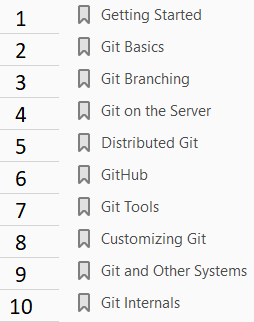 1 Getting Started
2 Git Basics
3 Git Branching
4 Git on the Server
5 Distributed Git
6 GitHub
7 Git Tools
8 Customizing Git
9 Git and Other Systems
10 Git Internals